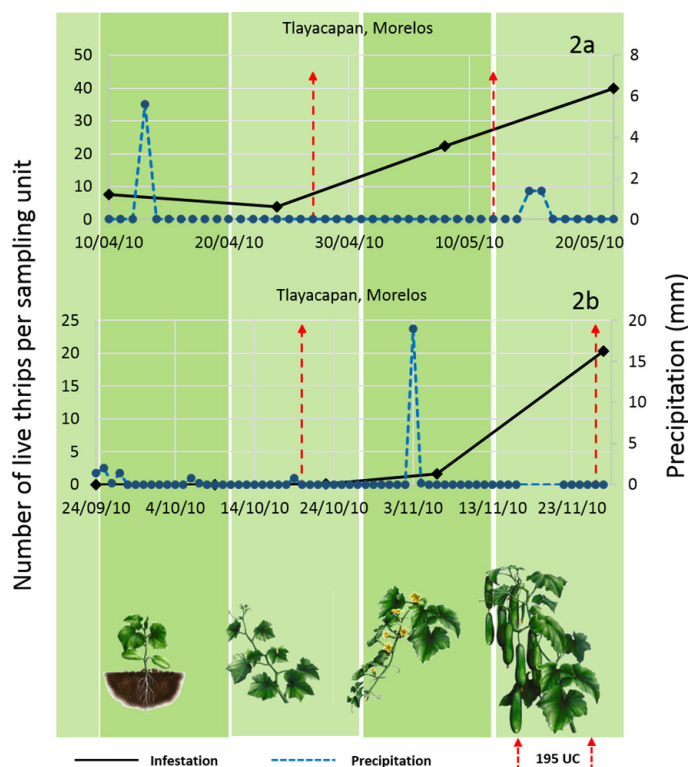 Tlayacapan, Morelos
2a
50
40
30
20
10
0
8
6
4
2
0
10/04/10 20/04/10 30/04/10 10/05/10 20/05/10
Tlayacapan, Morelos
2b
25
20
15
10
5
0
20
15
10
5
0
24/09/10 4/10/10 14/10/10 24/10/10 3/11/10 13/11/10 23/11/10
Number of live thrips per sampling unit
Precipitation (mm)
Infestation Precipitation 195 UC